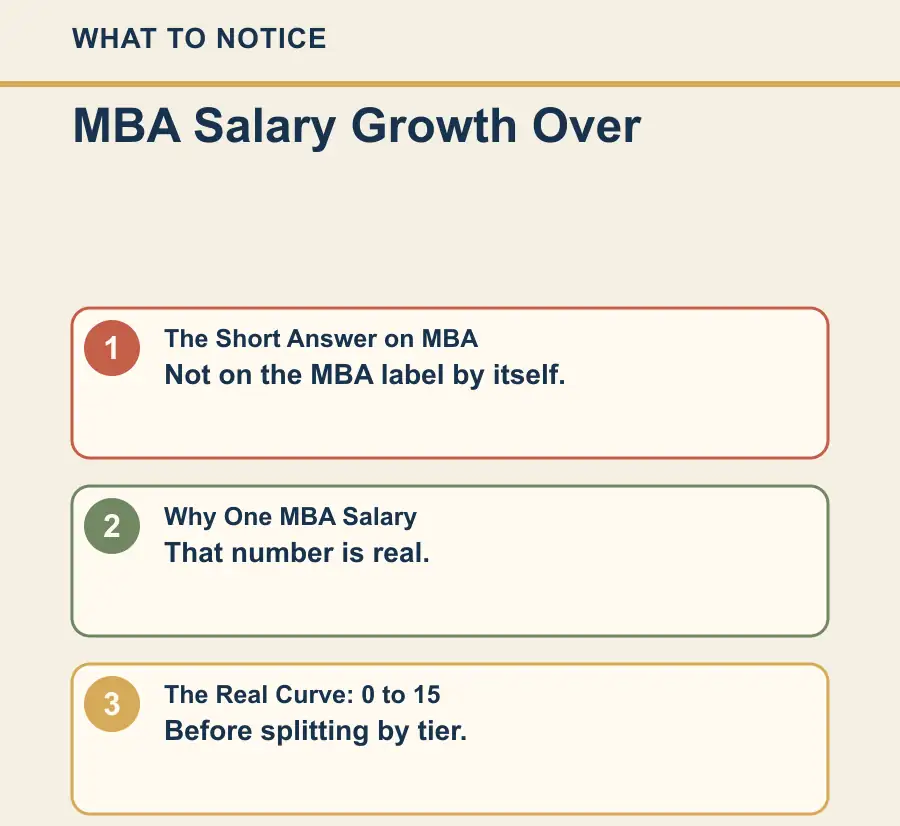 WHAT TO NOTICE
MBA Salary Growth Over
1
The Short Answer on MBA
Not on the MBA label by itself.
2
Why One MBA Salary
That number is real.
3
The Real Curve: 0 to 15
Before splitting by tier.